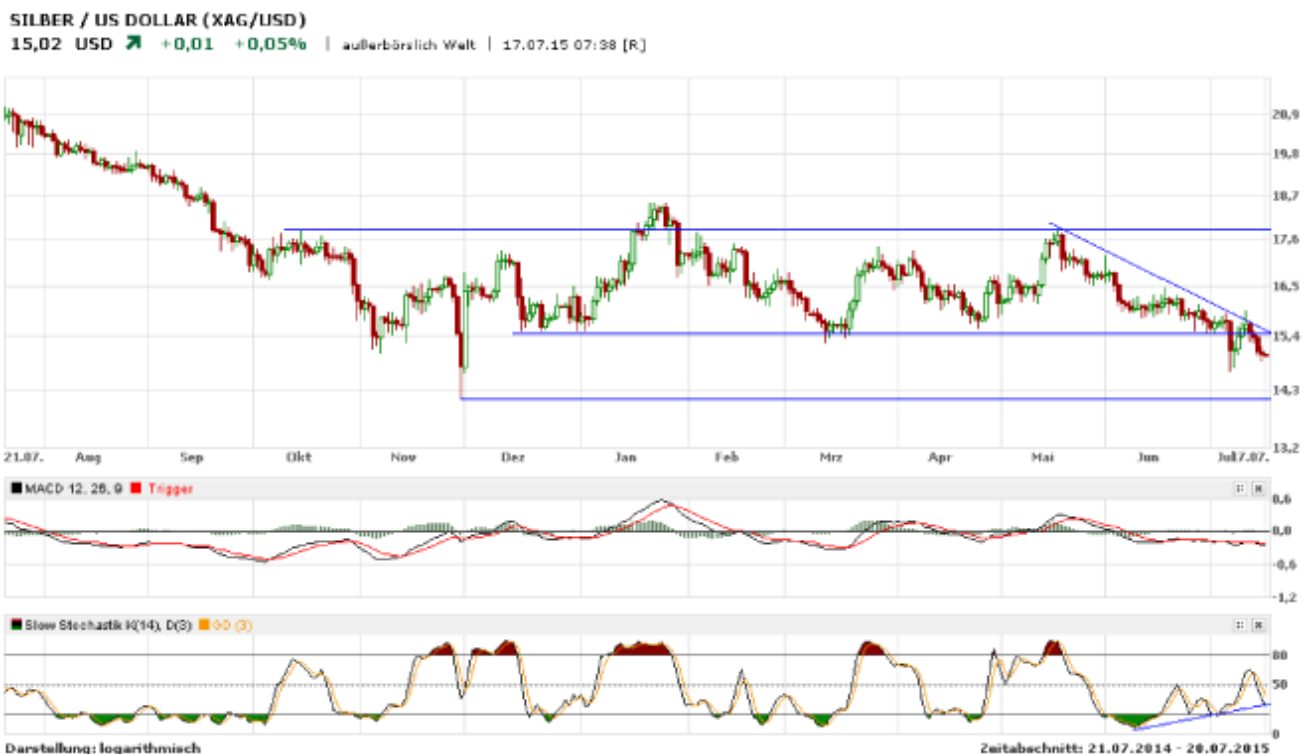 SILBER / US DOLLAR (XAG/USD)
15,02 USD +0,01 +0,05% | außerbörslich Welt | 17.07.15 07:38 [R]
20,9
19,8
18,7
17,6
16,5
15,4
14,3
13,2
21.07. Aug Sep Okt Nov Dez Jan Feb Mrz Apr Mai Jun Jul17.07.
MACD 12, 26, 9 Trigger
0,6
0,0
-0,6
-1,2
Slow Stochastik K(14), D(3) GD (3)
80
50
0
Darstellung: logarithmisch Zeitabschnitt: 21.07.2014 - 20.07.2015